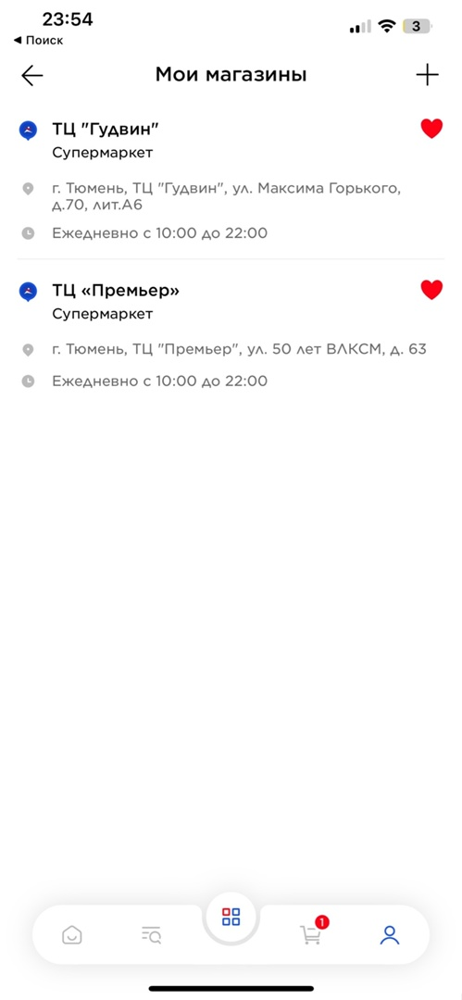 23:54
3
◀ Поиск
Мои магазины
ТЦ "Гудвин"
Супермаркет
г. Тюмень, ТЦ "Гудвин", ул. Максима Горького,
д.70, лит.А6
Ежедневно с 10:00 до 22:00
ТЦ «Премьер»
Супермаркет
г. Тюмень, ТЦ "Премьер", ул. 50 лет ВЛКСМ, д. 63
Ежедневно с 10:00 до 22:00
1